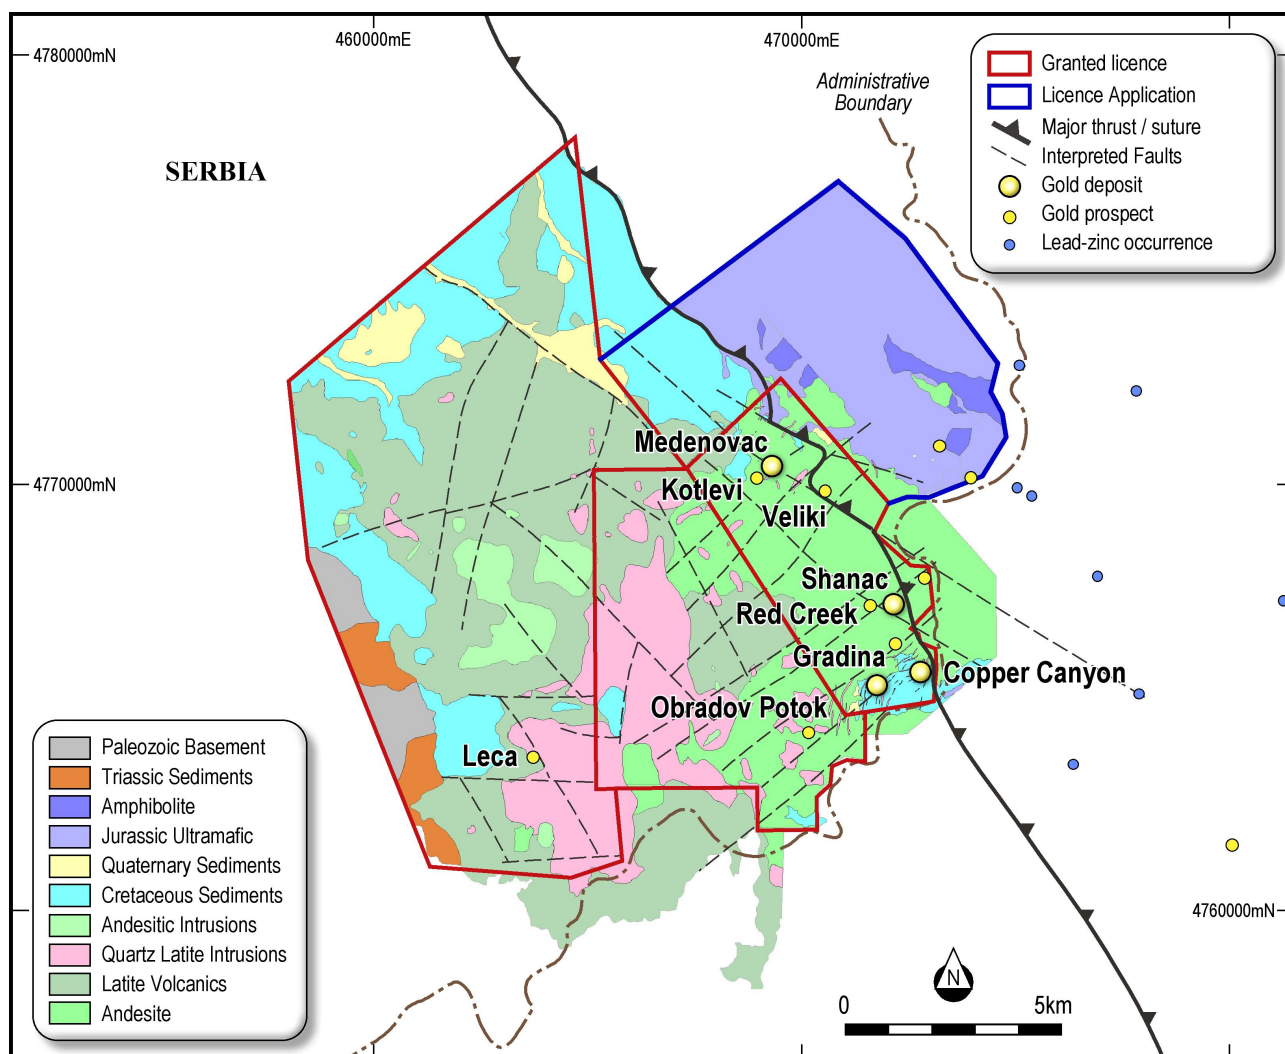 460000mE
470000mE
4780000mN
Administrative
Boundary
SERBIA
Granted licence
Licence Application
Major thrust / suture
Interpreted Faults
Gold deposit
Gold prospect
Lead-zinc occurrence
Medenovac
4770000mN
Kotlevi
Veliki
Shanac
Red Creek
Gradina
Copper Canyon
Obradov Potok
Leca
Paleozoic Basement
Triassic Sediments
Amphibolite
Jurassic Ultramafic
Quaternary Sediments
Cretaceous Sediments
Andesitic Intrusions
Quartz Latite Intrusions
Latite Volcanics
Andesite
4760000mN
N
0
5km